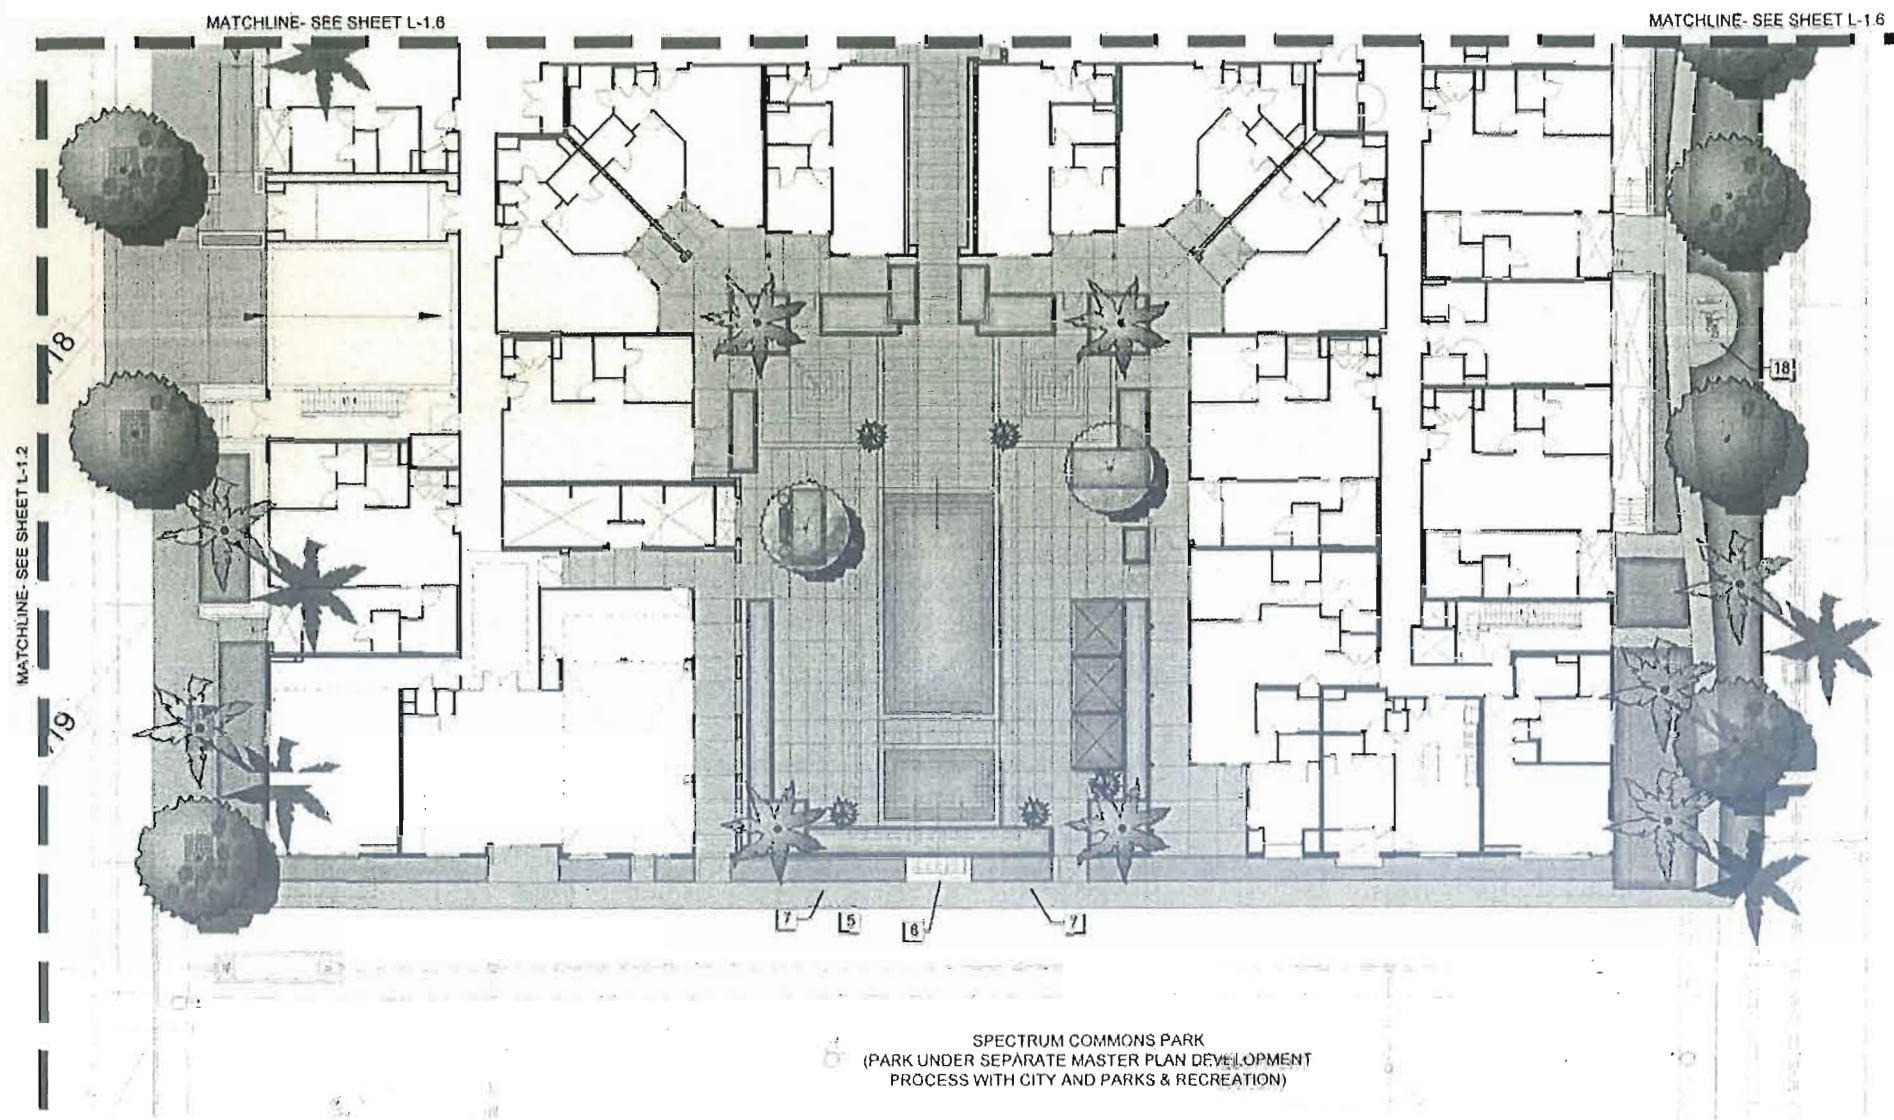 MATCHLINE- SEE SHEET L-1.6
MATCHLINE- SEE SHEET L-1.6
18
18
MATCHLINE- SEE SHEET L-1.2
19
7
5
6
7
SPECTRUM COMMONS PARK
(PARK UNDER SEPARATE MASTER PLAN DEVELOPMENT
PROCESS WITH CITY AND PARKS & RECREATION)